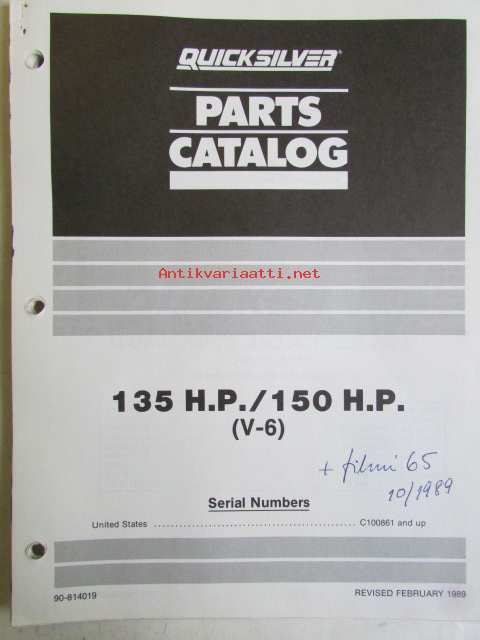 QUICKSILVER®
PARTS
CATALOG
Antikvariaatti.net
135 H.P./150 H.P.
(V-6)
+ filmi 65
10/1989
Serial Numbers
United States ................................................ C100861 and up
90-814019 REVISED FEBRUARY 1989